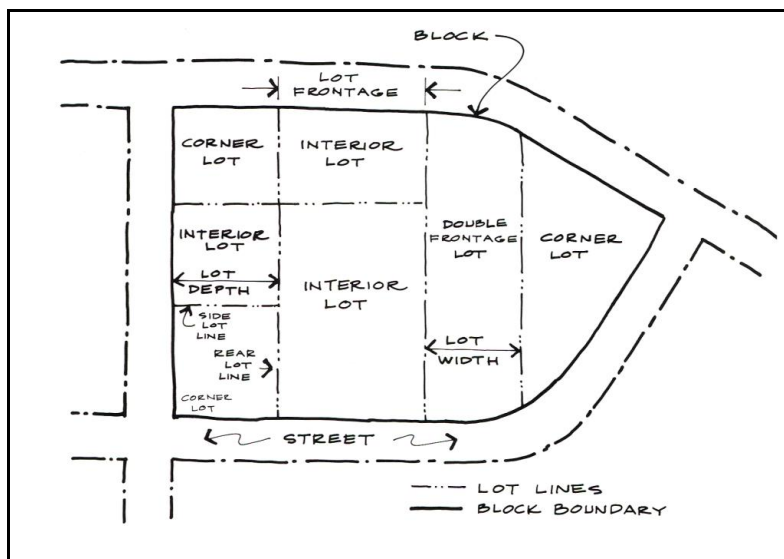 BLOCK
LOT
FRONTAGE
CORNER
LOT
INTERIOR
LOT
INTERIOR
LOT
DOUBLE
FRONTAGE
LOT
CORNER
LOT
LOT
DEPTH
INTERIOR
LOT
SIDE
LOT
LINE
REAR
LOT
LINE
LOT
WIDTH
CORNER
LOT
STREET
LOT LINES
BLOCK BOUNDARY